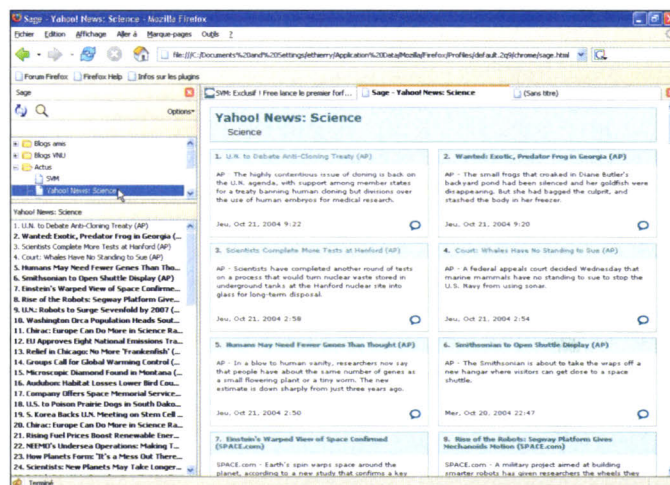 Sage - Yahoo! News: Science - Mozilla Firefox
Fichier Edition Affichage Aller à Marque-pages Outils ?
file:///C:/Documents%20and%20Settings/ethierry/Application%20Data/Mozilla/Firefox/Profiles/default.2q9/chrome/sage.html
Forum Firefox Firefox Help Infos sur les plugins
Sage
Options
Blogs amis
Blogs VNU
Actus
SVM
Yahoo! News: Science
Yahoo! News: Science
1. U.N. to Debate Anti-Cloning Treaty (AP)
2. Wanted: Exotic, Predator Frog in Georgia (...
3. Scientists Complete More Tests at Hanford (AP)
4. Court: Whales Have No Standing to Sue (AP)
5. Humans May Need Fewer Genes Than Tho...
6. Smithsonian to Open Shuttle Display (AP)
7. Einstein's Warped View of Space Confirme...
8. Rise of the Robots: Segway Platform Give...
9. U.N.: Robots to Surge Sevenfold by 2007 (...
10. Washington Orca Population Heads Sout...
11. Chirac: Europe Can Do More in Science Ra...
12. EU Approves Eight National Emissions Tra...
13. Relief in Chicago: No More 'Frankenfish' (...
14. Groups Call for Global Warming Control (...
15. Microscopic Diamond Found in Montana (...
16. Audubon: Habitat Losses Lower Bird Cou...
17. Company Offers Space Memorial Service...
18. U.S. to Poison Prairie Dogs in South Dako...
19. S. Korea Backs U.N. Meeting on Stem Cell ...
20. Chirac: Europe Can Do More in Science Ra...
21. Rising Fuel Prices Boost Renewable Ener...
22. NEEMO's Undersea Operations: Making T...
23. How Planets Form: "It's a Mess Out There...
24. Scientists: New Planets May Take Longer...
Terminé
SVM: Exclusif ! Free lance le premier forf... Sage - Yahoo! News: Science (Sans titre)
Yahoo! News: Science
Science
1. U.N. to Debate Anti-Cloning Treaty (AP)
AP - The highly contentious issue of cloning is back on
the U.N. agenda, with support among member states
for a treaty banning human cloning but divisions over
the use of human embryos for medical research.
Jeu, Oct 21, 2004 9:22
2. Wanted: Exotic, Predator Frog in Georgia (AP)
AP - The small frogs that croaked in Diane Butler's
backyard pond had been silenced and her goldfish were
disappearing. But she had bagged the culprit, and
stashed the body in her freezer.
Jeu, Oct 21, 2004 9:20
3. Scientists Complete More Tests at Hanford (AP)
AP - Scientists have completed another round of tests
on a process that would turn nuclear waste stored in
underground tanks at the Hanford nuclear site into
glass for long-term disposal.
Jeu, Oct 21, 2004 2:58
4. Court: Whales Have No Standing to Sue (AP)
AP - A federal appeals court decided Wednesday that
marine mammals have no standing to sue to stop the
U.S. Navy from using sonar.
Jeu, Oct 21, 2004 2:54
5. Humans May Need Fewer Genes Than Thought (AP)
AP - In a blow to human vanity, researchers now say
that people have about the same number of genes as
a small flowering plant or a tiny worm. The new
estimate is down sharply from just three years ago.
Jeu, Oct 21, 2004 2:50
6. Smithsonian to Open Shuttle Display (AP)
AP - The Smithsonian is about to take the wraps off a
new hangar where visitors can get close to a space
shuttle.
Mer, Oct 20, 2004 22:47
7. Einstein's Warped View of Space Confirmed
(SPACE.com)
SPACE.com - Earth's spin warps space around the
planet, according to a new study that confirms a key
8. Rise of the Robots: Segway Platform Gives
Mechanoids Motion (SPACE.com)
SPACE.com - A military project aimed at building
smarter robots has given researchers the wheels they